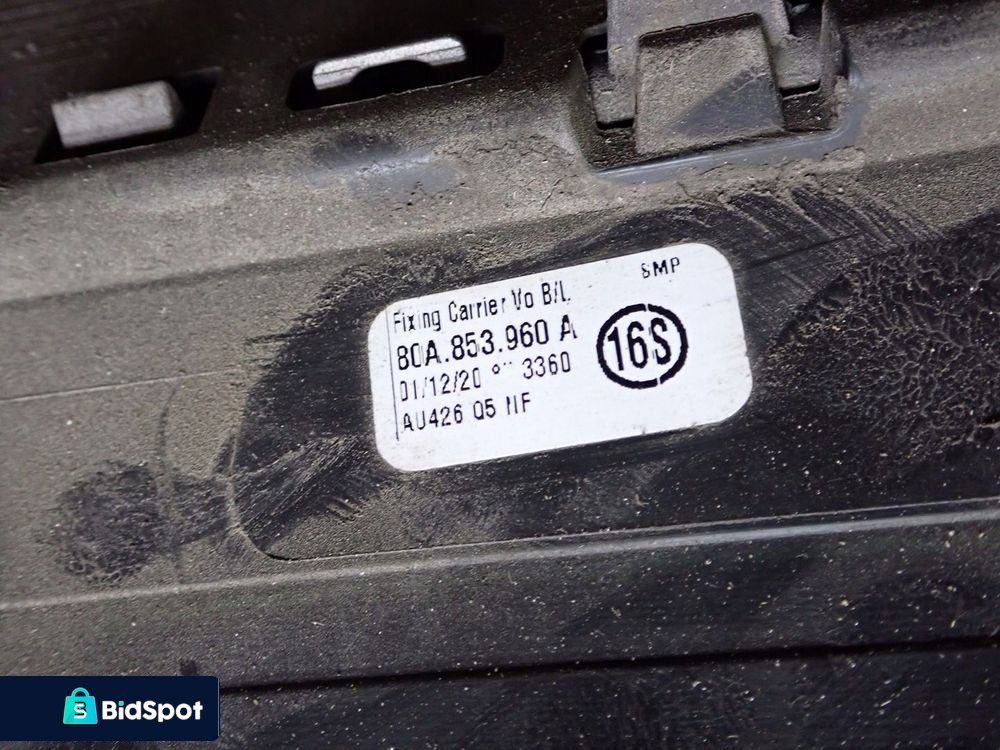 SMP
Fixing Carrier Vo B/L
80A.853.960 A
01/12/20 °¨ 3360
16S
AU426 Q5 NF
BidSpot